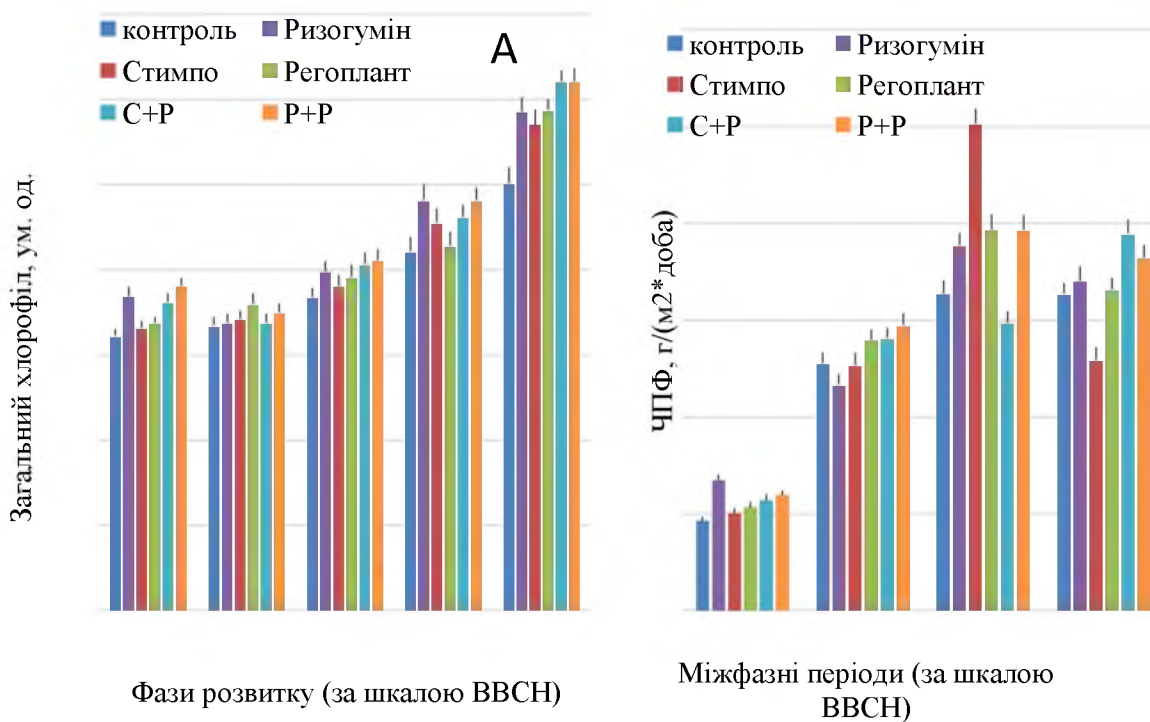 контроль Ризогумін
Стимпо Регоплант
С+Р Р+Р
А
Загальний хлорофіл, ум. од.
Фази розвитку (за шкалою ВВСН)
контроль Ризогумін
Стимпо Регоплант
С+Р Р+Р
ЧПФ, г/(м2*доба)
Міжфазні періоди (за шкалою
ВВСН)